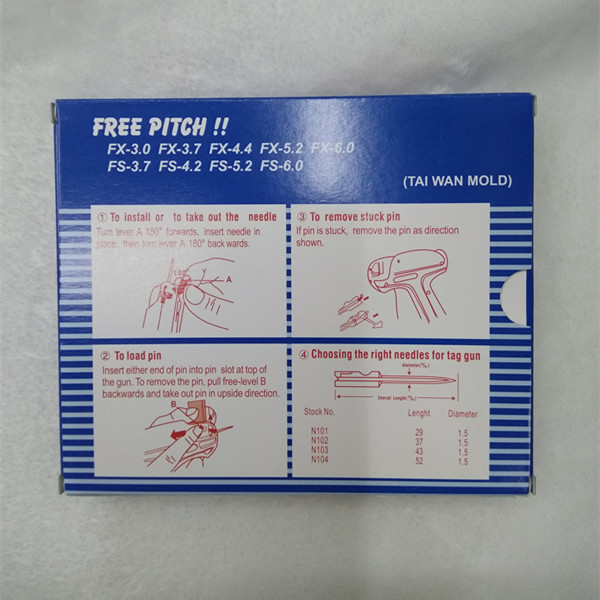 FREE PITCH !!
FX-3.0 FX-3.7 FX-4.4 FX-5.2 FX-6.0
FS-3.7 FS-4.2 FS-5.2 FS-6.0
(TAI WAN MOLD)
① To install or to take out the needle
Turn lever A 180° forwards, insert needle in
place, then turn lever A 180° back wards.
180°
A
② To load pin
Insert either end of pin into pin slot at top of
the gun. To remove the pin, pull free-level B
backwards and take out pin in upside direction.
B
③ To remove stuck pin
If pin is stuck, remove the pin as direction
shown.
④ Choosing the right needles for tag gun
diameter(m/m)
Overall Lenght(m/m)
Stock No. Lenght Diameter
N101 29 1.5
N102 37 1.5
N103 43 1.5
N104 52 1.5